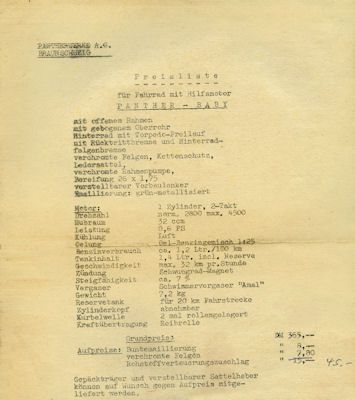 PANTHERWERKE A.G.
BRAUNSCHWEIG
Preisliste
für Fahrrad mit Hilfsmotor
PANTHER - BABY
mit offenem Rahmen
mit gebogenem Oberrohr
Hinterrad mit Torpedo-Freilauf
mit Rücktrittbremse und Hinterrad-
felgenbremse
verchromte Felgen, Kettenschutz,
Ledersattel,
verchromte Rahmenpumpe,
Bereifung 26 x 1,75
verstellbarer Vorbaulenker
Emaillierung: grün-metallisiert
Motor: 1 Zylinder, 2-Takt
Drehzahl norm. 2800 max. 4500
Hubraum 32 ccm
Leistung 0,8 PS
Kühlung Luft
Oelung Oel-Benzingemisch 1:25
Benzinverbrauch ca. 1,2 Ltr./100 km
Tankinhalt 1,4 Ltr. incl. Reserve
Geschwindigkeit max. 32 km pr.Stunde
Zündung Schwungrad-Magnet
Steigfähigkeit ca. 7 %
Vergaser Schwimmervergaser "Amal"
Gewicht 7,2 kg
Reservetank für 20 km Fahrstrecke
Zylinderkopf abnehmbar
Kurbelwelle 2 mal rollengelagert
Kraftübertragung Reibrolle
Grundpreis: DM 365,--
Aufpreise: Buntemaillierung " 8,--
verchromte Felgen " 7,80
Rohstoffverteuerungszuschlag " 15,-- 45.-
Gepäckträger und verstellbarer Sattelheber
können auf Wunsch gegen Aufpreis mitge-
liefert werden.